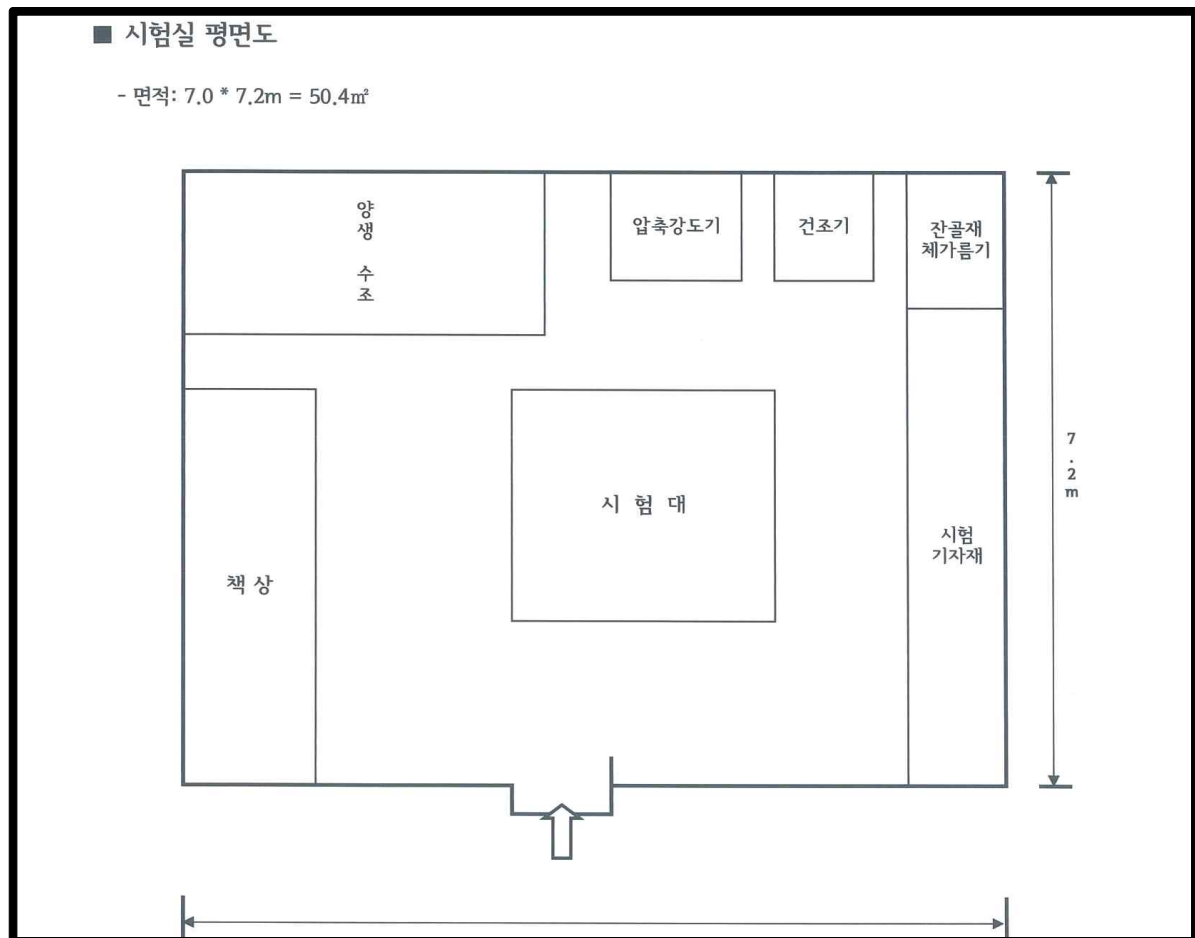 ■ 시험실 평면도
- 면적: 7.0 * 7.2m = 50.4㎡
양생 수조
압축강도기
건조기
잔골재
체가름기
7.2m
시 험 대
시험
기자재
책 상